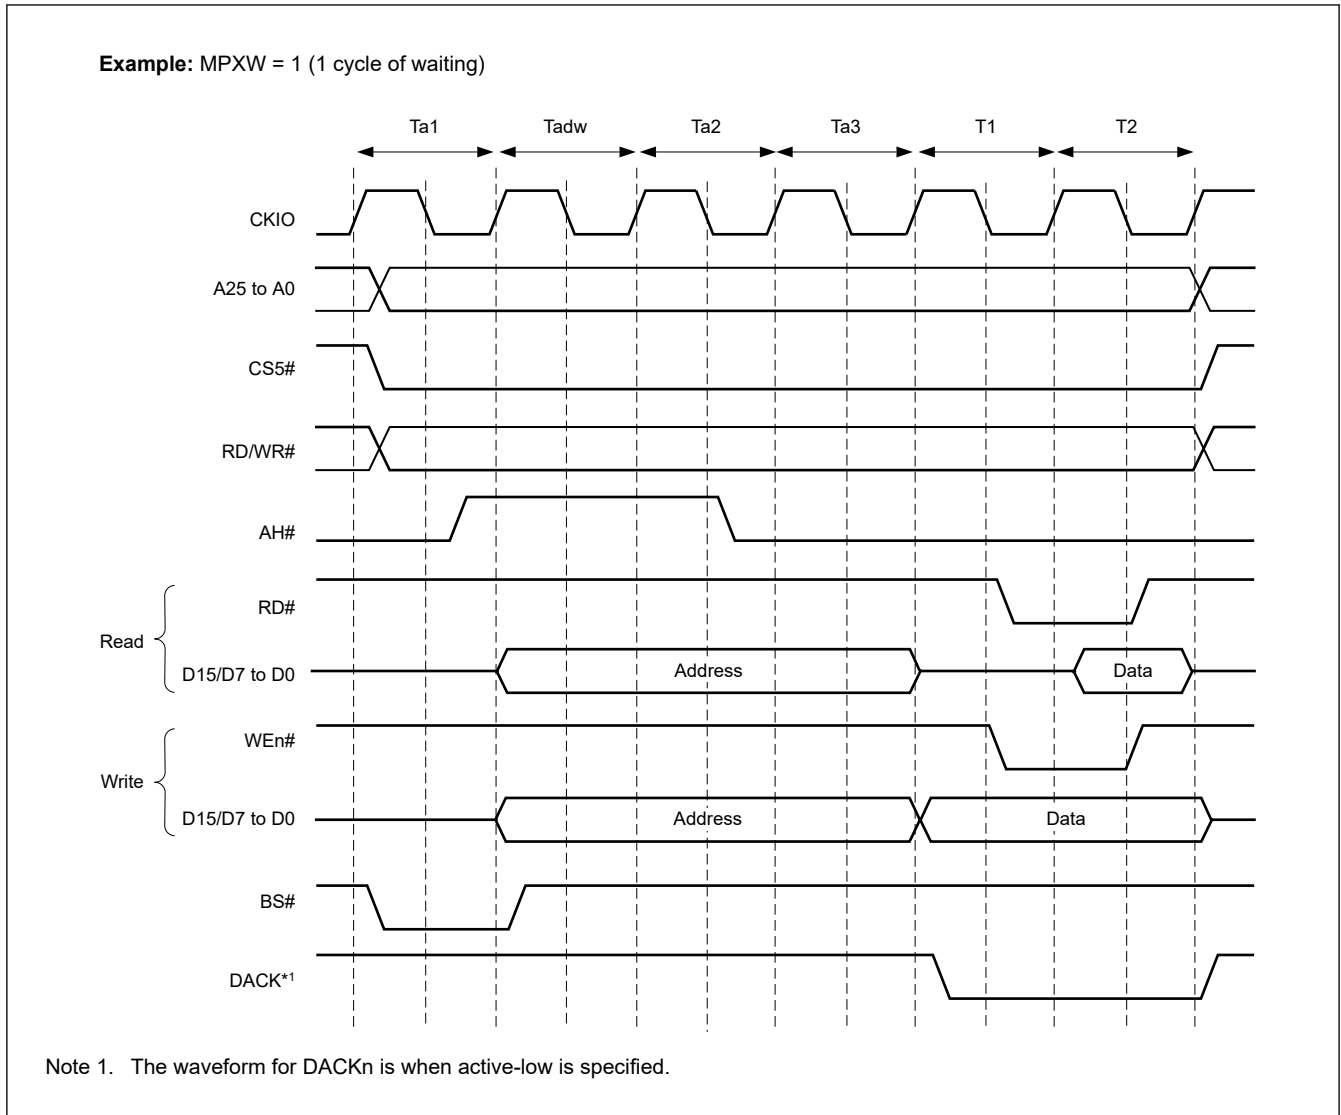 Example: MPXW = 1 (1 cycle of waiting)
Ta1 Tadw Ta2 Ta3 T1 T2
CKIO
A25 to A0
CS5#
RD/WR#
AH#
RD#
Read
D15/D7 to D0 Address Data
WEn#
Write
D15/D7 to D0 Address Data
BS#
DACK*1
Note 1. The waveform for DACKn is when active-low is specified.